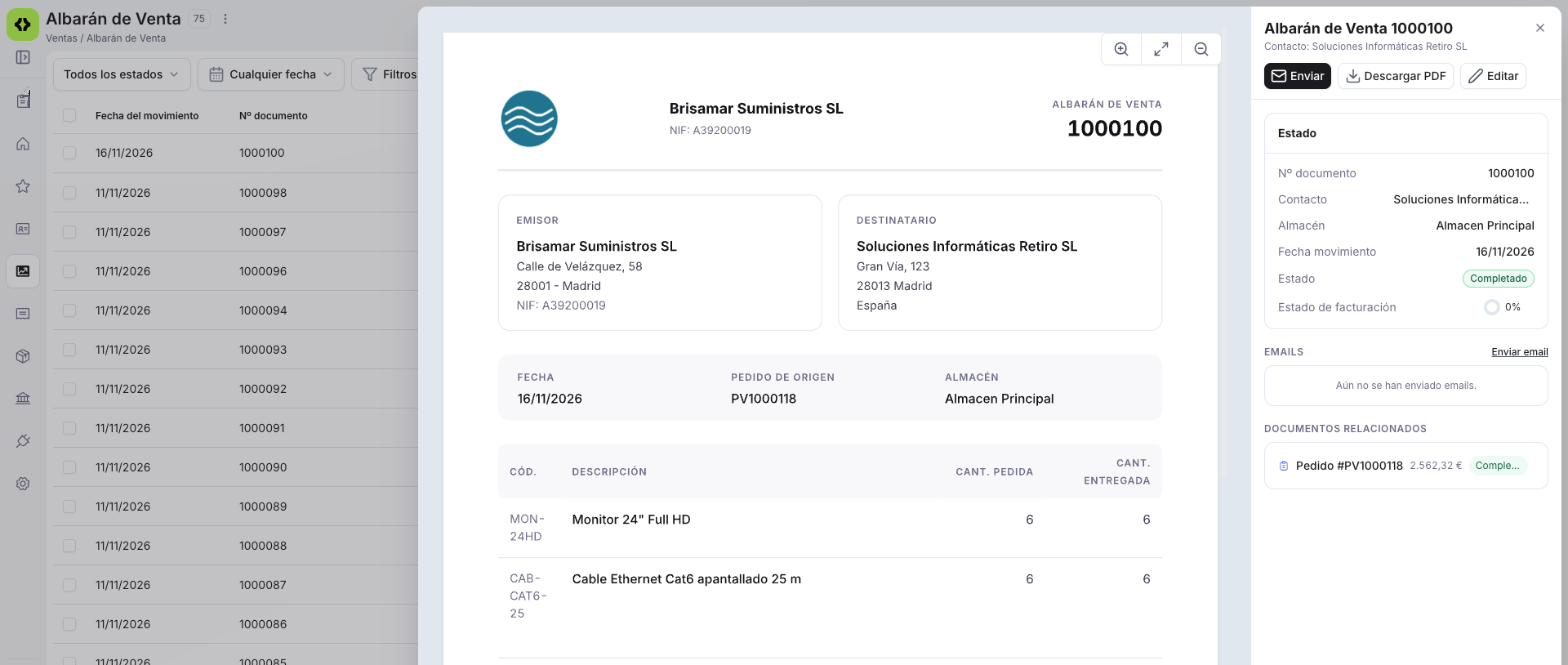 Albarán de Venta 75
Ventas / Albarán de Venta
Todos los estados
Cualquier fecha
Filtros
Fecha del movimiento Nº documento
16/11/2026 1000100
11/11/2026 1000098
11/11/2026 1000097
11/11/2026 1000096
11/11/2026 1000094
11/11/2026 1000093
11/11/2026 1000092
11/11/2026 1000091
11/11/2026 1000090
11/11/2026 1000089
11/11/2026 1000088
11/11/2026 1000087
11/11/2026 1000086
11/11/2026 1000085
Brisamar Suministros SL
NIF: A39200019
ALBARÁN DE VENTA
1000100
EMISOR
Brisamar Suministros SL
Calle de Velázquez, 58
28001 - Madrid
NIF: A39200019
DESTINATARIO
Soluciones Informáticas Retiro SL
Gran Vía, 123
28013 Madrid
España
FECHA PEDIDO DE ORIGEN ALMACÉN
16/11/2026 PV1000118 Almacen Principal
CÓD. DESCRIPCIÓN CANT. PEDIDA CANT.
ENTREGADA
MON- Monitor 24" Full HD 6 6
24HD
CAB- Cable Ethernet Cat6 apantallado 25 m 6 6
CAT6-
25
Albarán de Venta 1000100
Contacto: Soluciones Informáticas Retiro SL
Enviar Descargar PDF Editar
Estado
Nº documento 1000100
Contacto Soluciones Informática...
Almacén Almacen Principal
Fecha movimiento 16/11/2026
Estado Completado
Estado de facturación 0%
EMAILS Enviar email
Aún no se han enviado emails.
DOCUMENTOS RELACIONADOS
Pedido #PV1000118 2.562,32 € Comple...